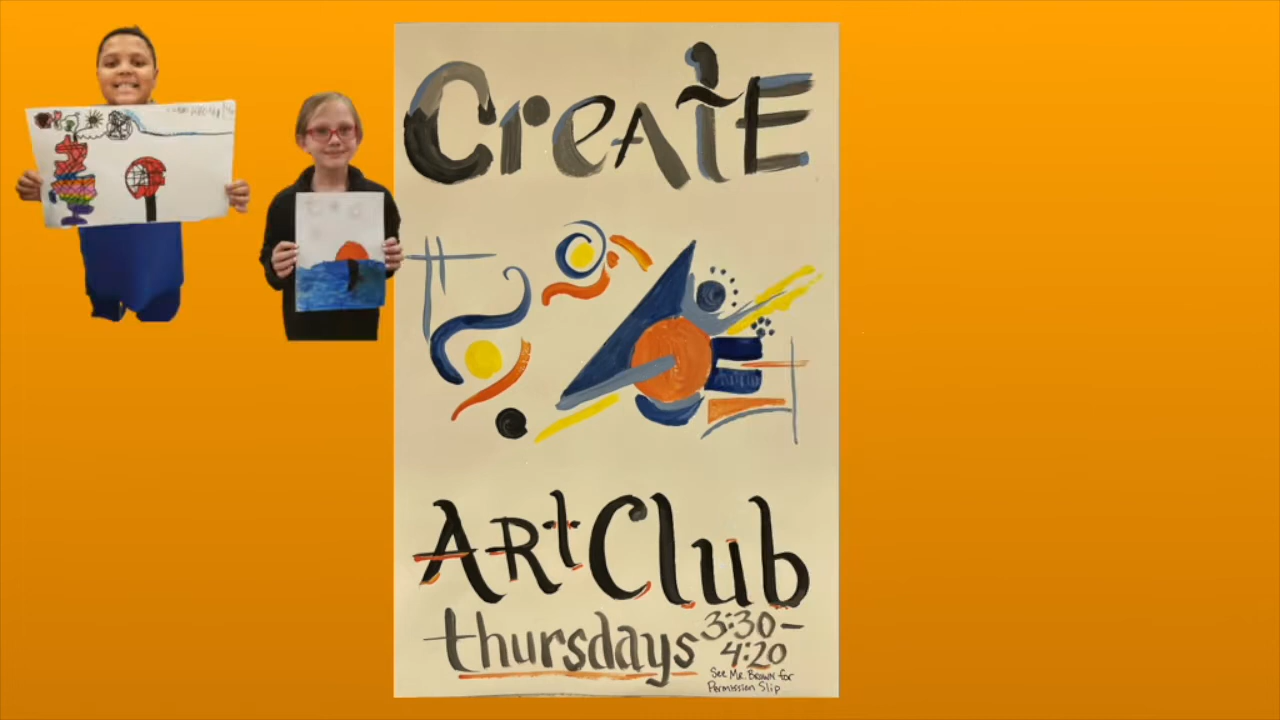 Create
Art Club
thursdays 3:30-
4:20
See Mr. Brown for
Permission Slip